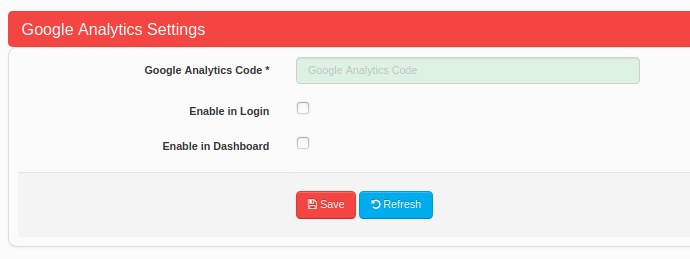 Google Analytics Settings
Google Analytics Code * Google Analytics Code
Enable in Login
Enable in Dashboard
Save Refresh